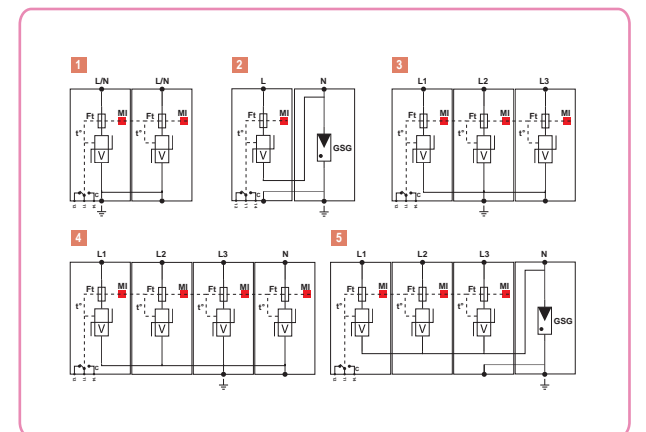 1 2 3
L/N L/N L N L1 L2 L3
Ft MI Ft MI Ft MI Ft MI Ft MI Ft MI
t° t° t° GSG t° t° t°
V V V V V V
C C C
4 5
L1 L2 L3 N L1 L2 L3 N
Ft MI Ft MI Ft MI Ft MI Ft MI Ft MI Ft MI
t° t° t° t° t° t° t° GSG
V V V V V V V
C C